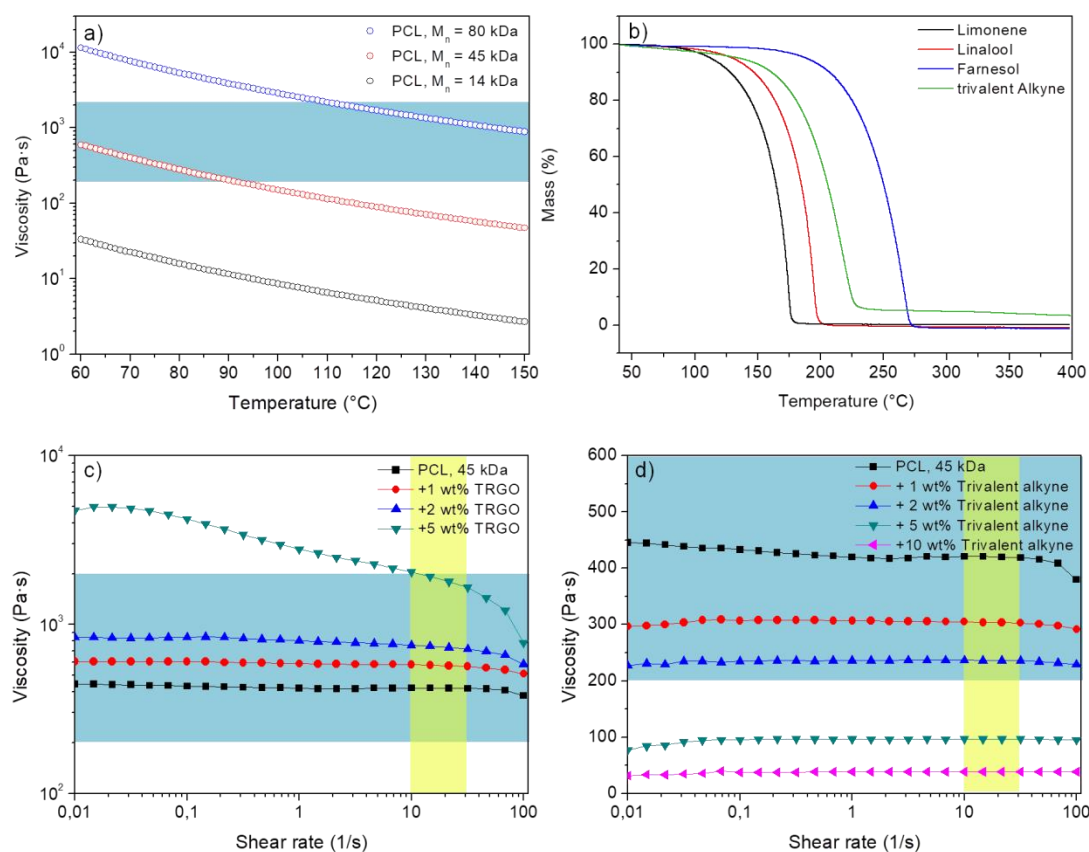 a)
PCL, Mn = 80 kDa
PCL, Mn = 45 kDa
PCL, Mn = 14 kDa
10^4
10^3
10^2
10^1
10^0
Viscosity (Pa·s)
60 70 80 90 100 110 120 130 140 150
Temperature (°C)
b)
Limonene
Linalool
Farnesol
trivalent Alkyne
100
80
60
40
20
0
Mass (%)
50 100 150 200 250 300 350 400
Temperature (°C)
c)
PCL, 45 kDa
+1 wt% TRGO
+2 wt% TRGO
+5 wt% TRGO
10^4
10^3
10^2
Viscosity (Pa·s)
0,01 0,1 1 10 100
Shear rate (1/s)
d)
PCL, 45 kDa
+ 1 wt% Trivalent alkyne
+ 2 wt% Trivalent alkyne
+ 5 wt% Trivalent alkyne
+10 wt% Trivalent alkyne
600
500
400
300
200
100
0
Viscosity (Pa·s)
0,01 0,1 1 10 100
Shear rate (1/s)